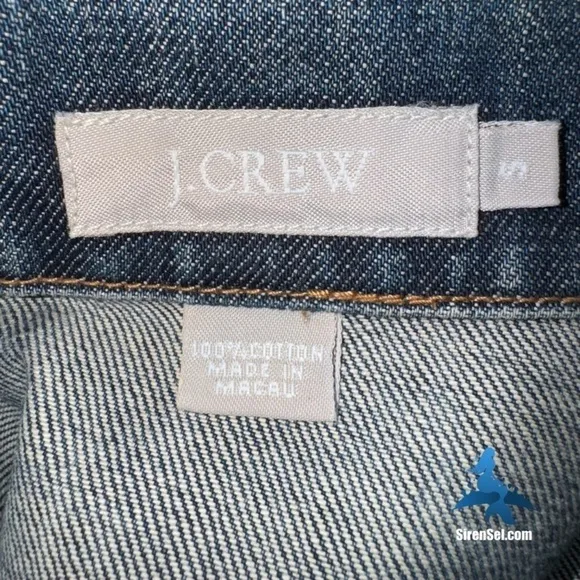 J.CREW
S
100% COTTON
MADE IN
MACAU
SirenSel.com